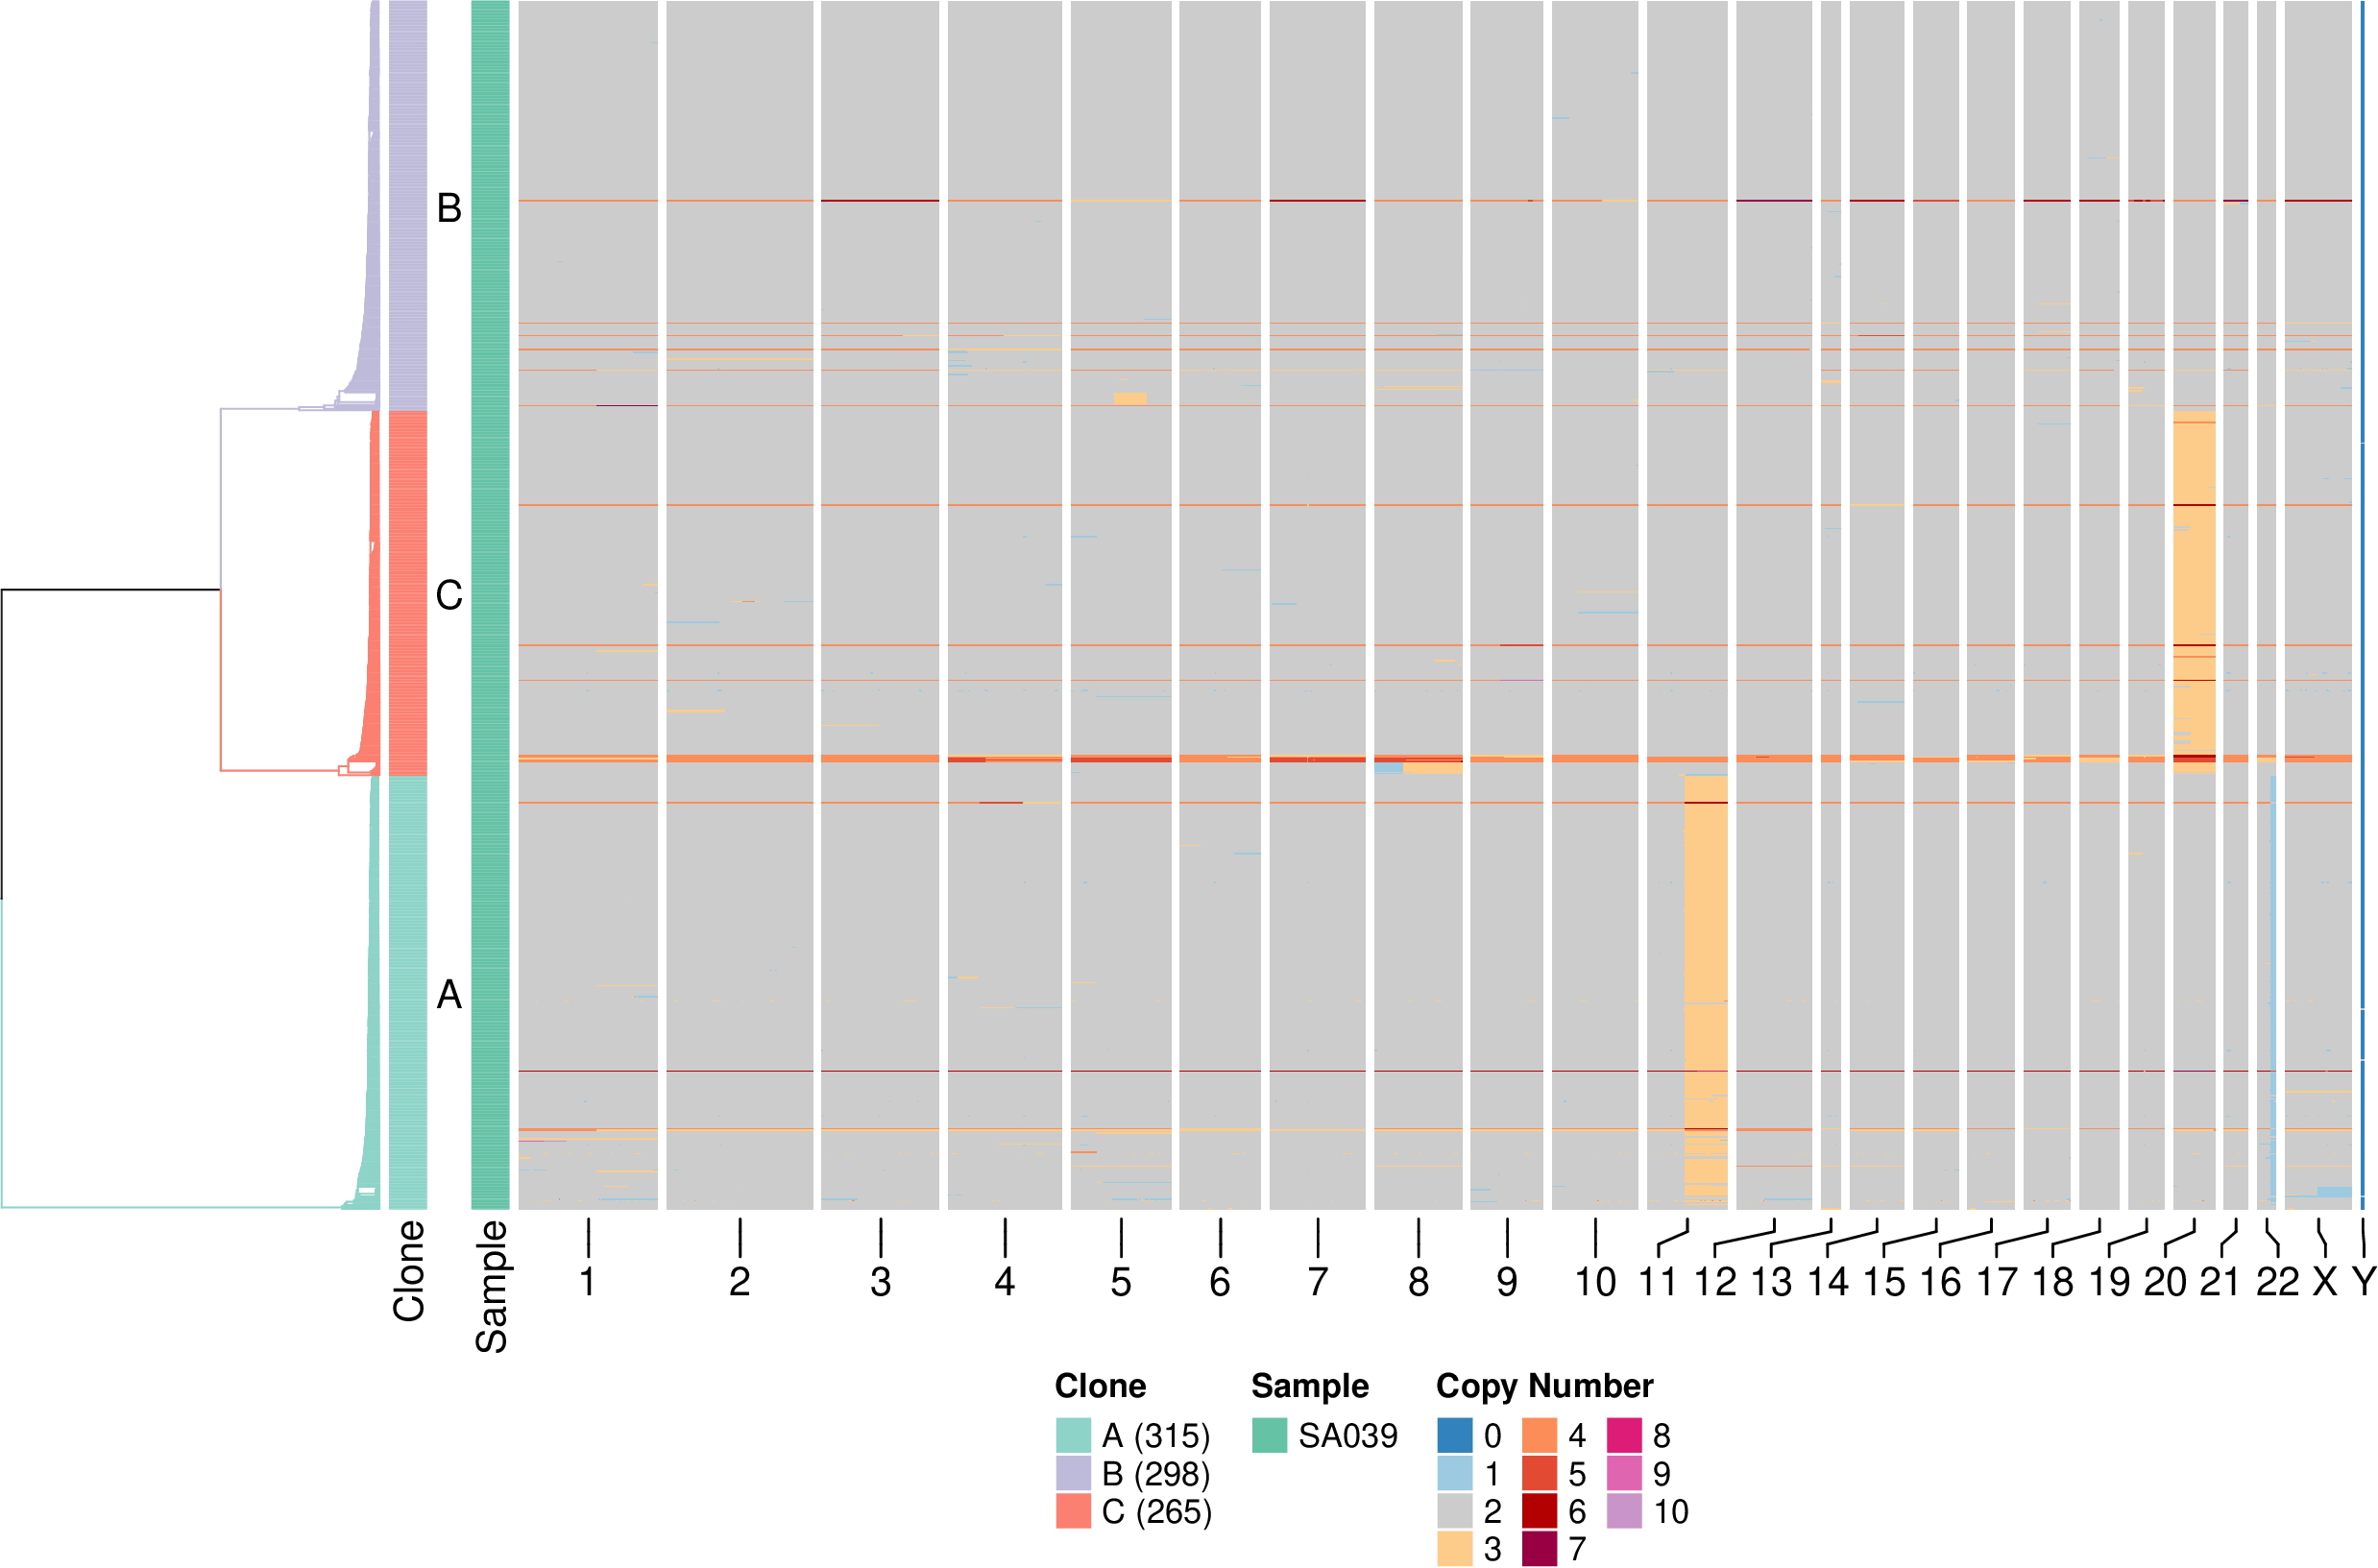 B
C
A
Clone
Sample
1 2 3 4 5 6 7 8 9 10 11 12 13 14 15 16 17 18 19 20 21 22 X Y
Clone Sample Copy Number
A (315) SA039 0 4 8
B (298) 1 5 9
C (265) 2 6 10
3 7